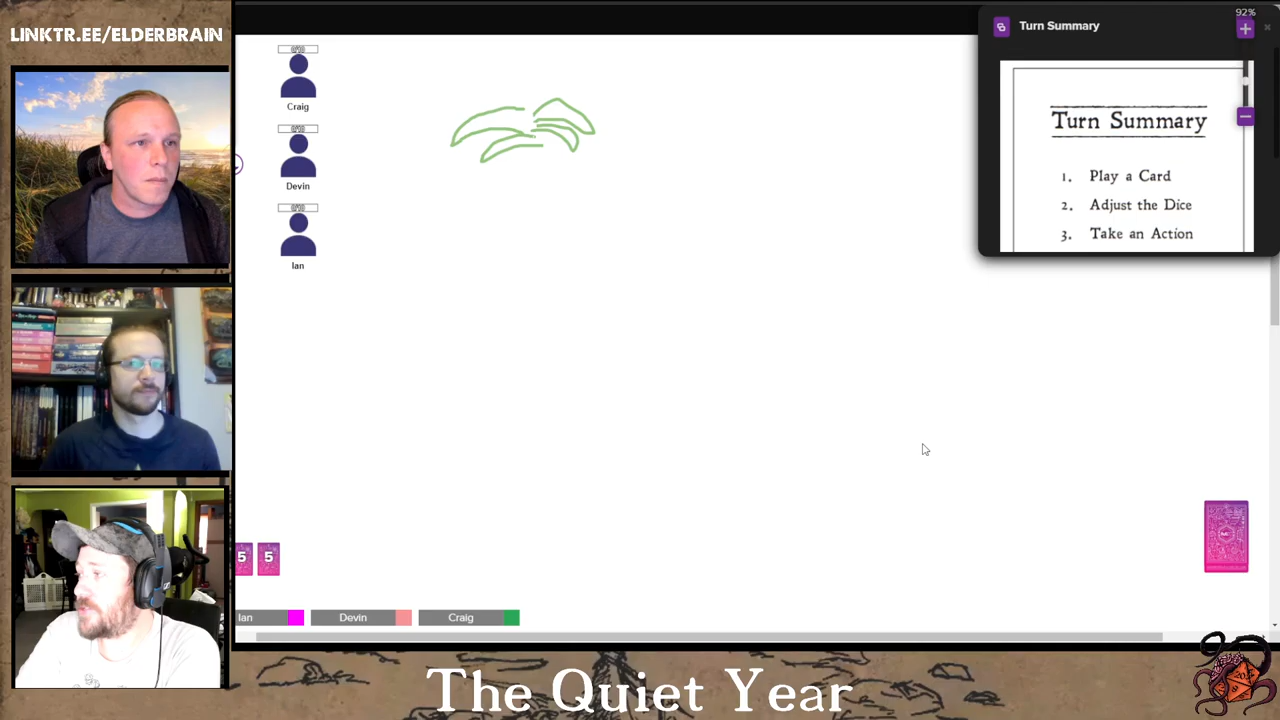 LINKTR.EE/ELDERBRAIN
Craig
Devin
Ian
92%
Turn Summary
Turn Summary
1. Play a Card
2. Adjust the Dice
3. Take an Action
5 5
Ian Devin Craig
The Quiet Year